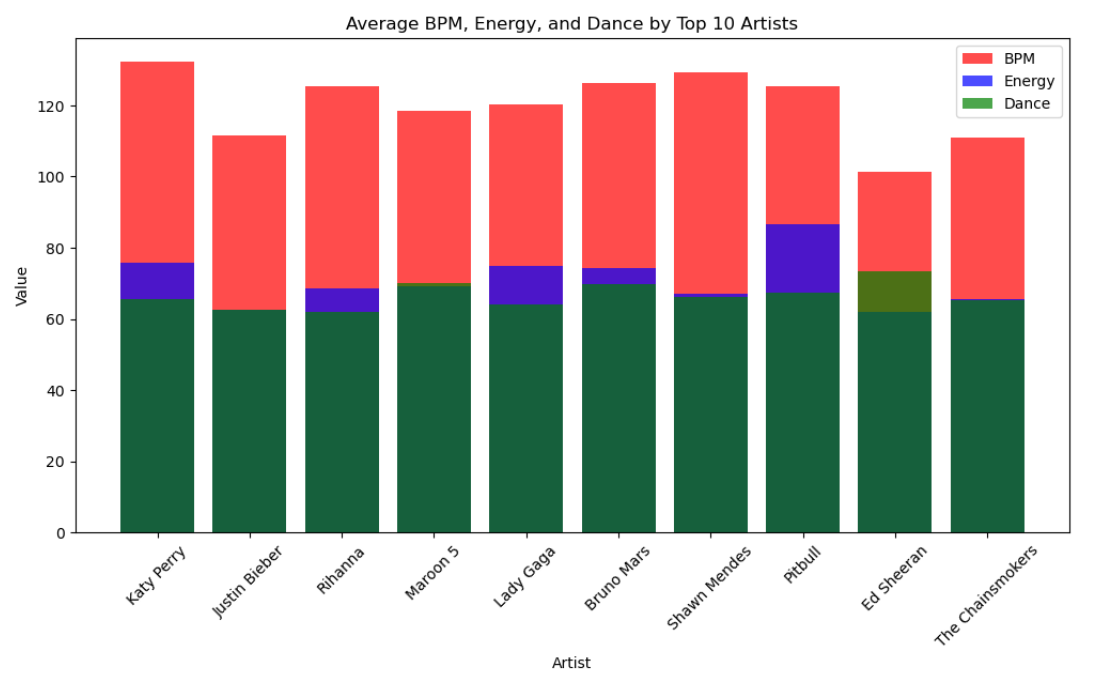 Average BPM, Energy, and Dance by Top 10 Artists
BPM
Energy
Dance
Value
120
100
80
60
40
20
0
Katy Perry
Justin Bieber
Rihanna
Maroon 5
Lady Gaga
Bruno Mars
Shawn Mendes
Pitbull
Ed Sheeran
The Chainsmokers
Artist